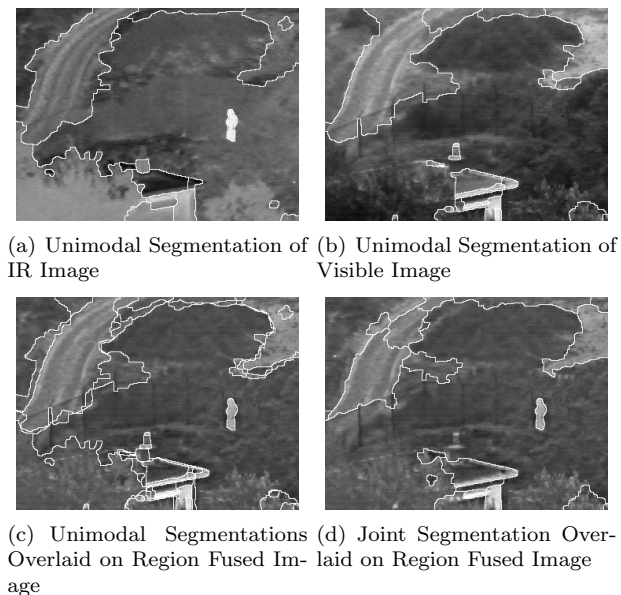 (a) Unimodal Segmentation of IR Image
(b) Unimodal Segmentation of Visible Image
(c) Unimodal Segmentations Overlaid on Region Fused Im-
age
(d) Joint Segmentation Over-
laid on Region Fused Image